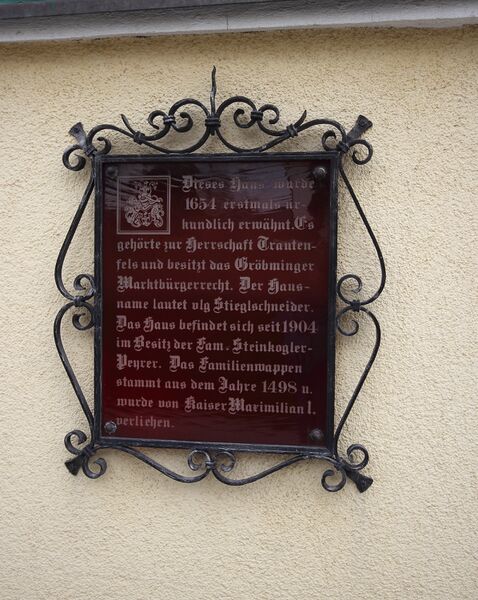 Dieses Haus wurde
1654 erstmals ur-
kundlich erwähnt. Es
gehörte zur Herrschaft Trauten-
fels und besitzt das Gröbminger
Marktbürgerrecht. Der Haus-
name lautet vlg Stieglschneider.
Das Haus befindet sich seit 1904
im Besitz der Fam. Steinkogler-
Peyrer. Das Familienwappen
stammt aus dem Jahre 1498 u.
wurde von Kaiser Maximilian I.
verliehen.